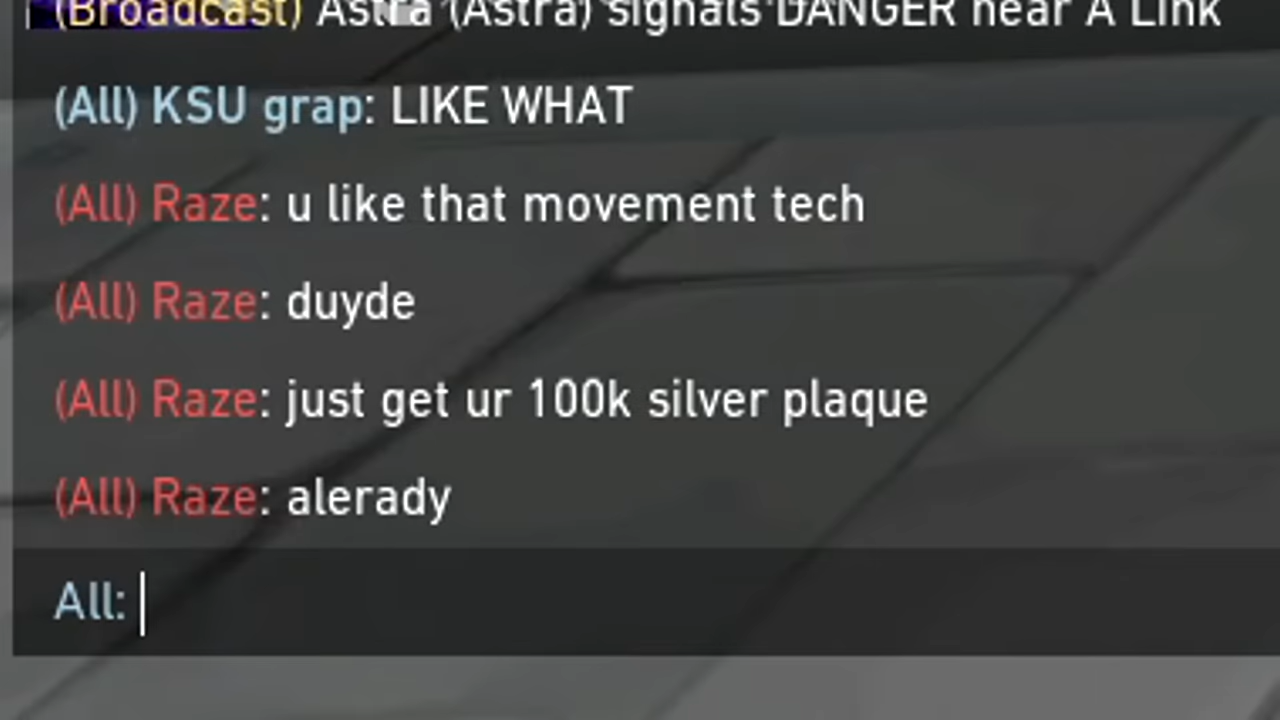 (Broadcast) Astra (Astra) signals DANGER near A Link
(All) KSU grap: LIKE WHAT
(All) Raze: u like that movement tech
(All) Raze: duyde
(All) Raze: just get ur 100k silver plaque
(All) Raze: alerady
All: